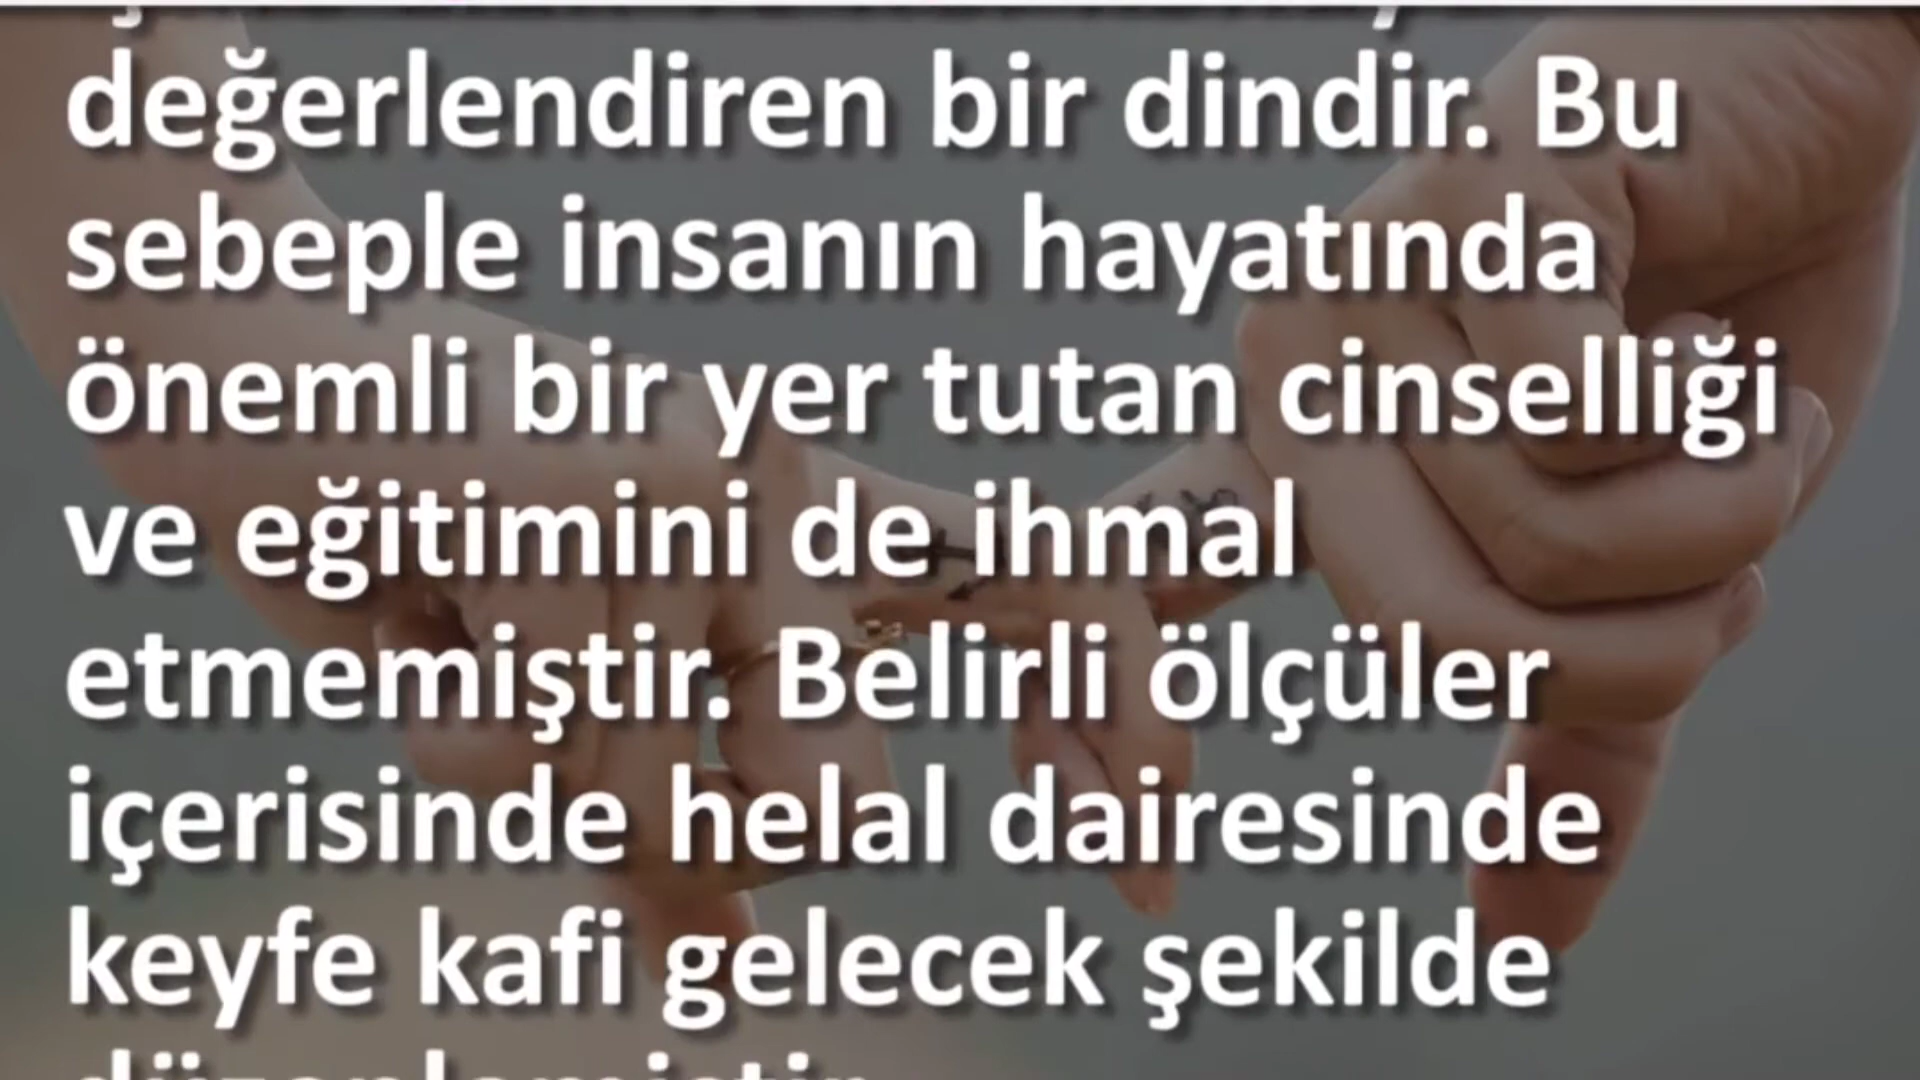 değerlendiren bir dindir. Bu
sebeple insanın hayatında
önemli bir yer tutan cinselliği
ve eğitimini de ihmal
etmemiştir. Belirli ölçüler
içerisinde helal dairesinde
keyfe kafi gelecek şekilde